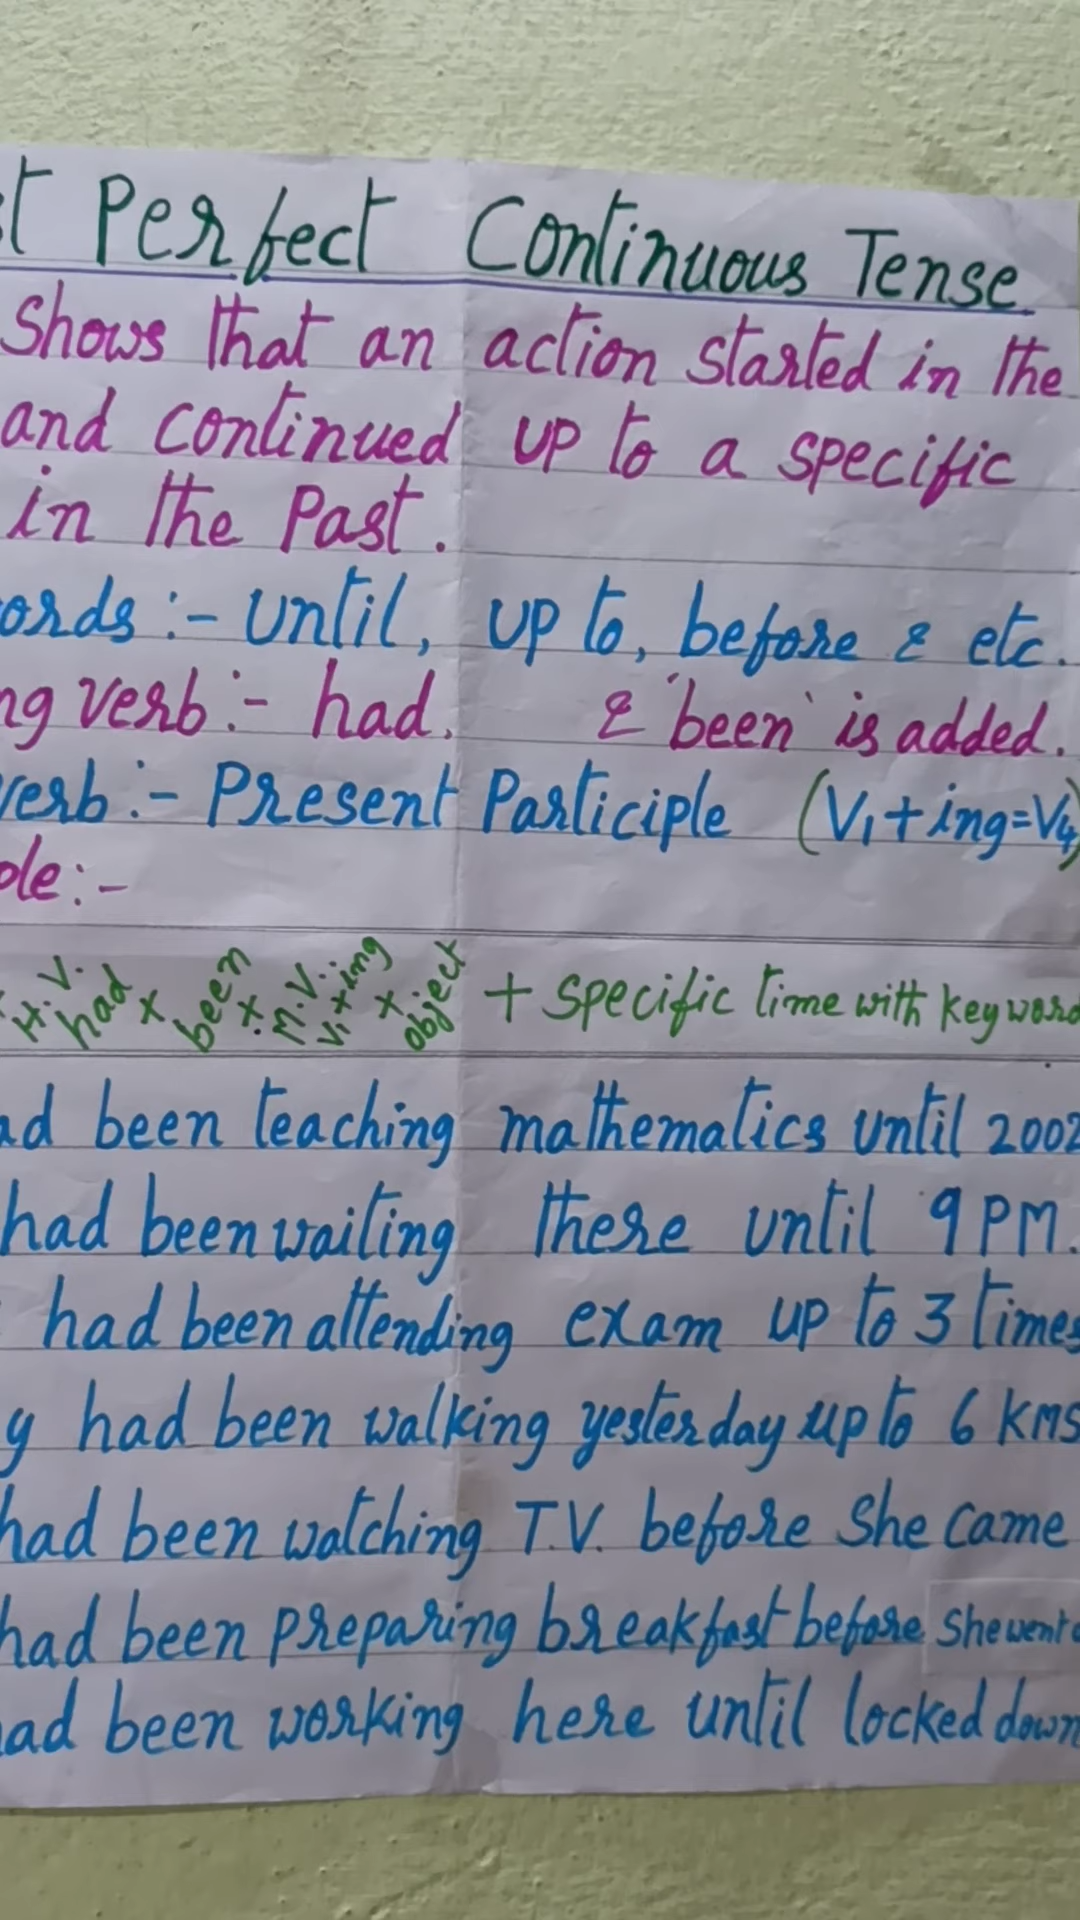 t Perfect Continuous Tense
Shows that an action started in the
and continued up to a specific
in the Past.
ords :- until, up to, before & etc.
ng verb :- had. & 'been' is added.
verb :- Present Participle (V1 + ing = V4)
ple :-
H.V. had x been x M.V. V1 + ing x object + specific time with keyword
ad been teaching mathematics until 2002
had been waiting there until 9 PM.
had been attending exam up to 3 times
y had been walking yesterday up to 6 kms
had been watching T.V. before she came
had been preparing breakfast before she went
ad been working here until locked down